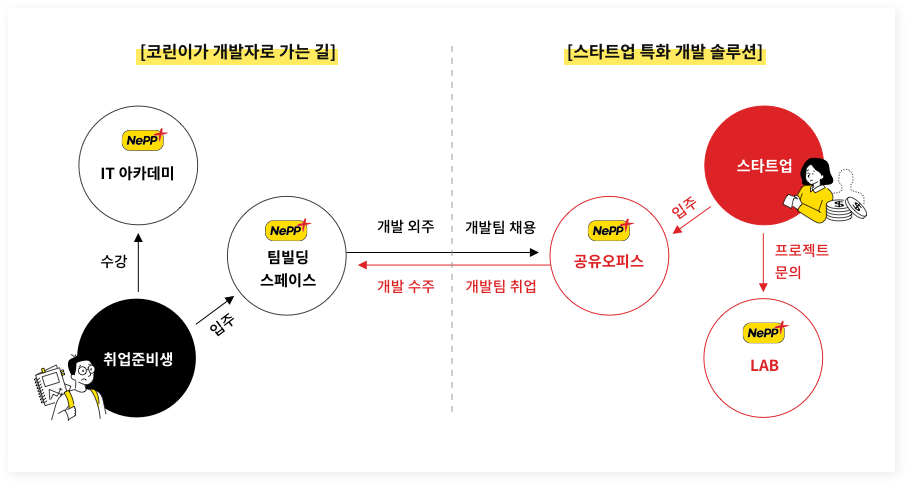 [코린이가 개발자로 가는 길]
[스타트업 특화 개발 솔루션]
NePP+
IT 아카데미
수강
취업준비생
입주
NePP+
팀빌딩
스페이스
개발 외주
개발팀 채용
개발 수주
개발팀 취업
NePP+
공유오피스
스타트업
입주
프로젝트
문의
NePP+
LAB